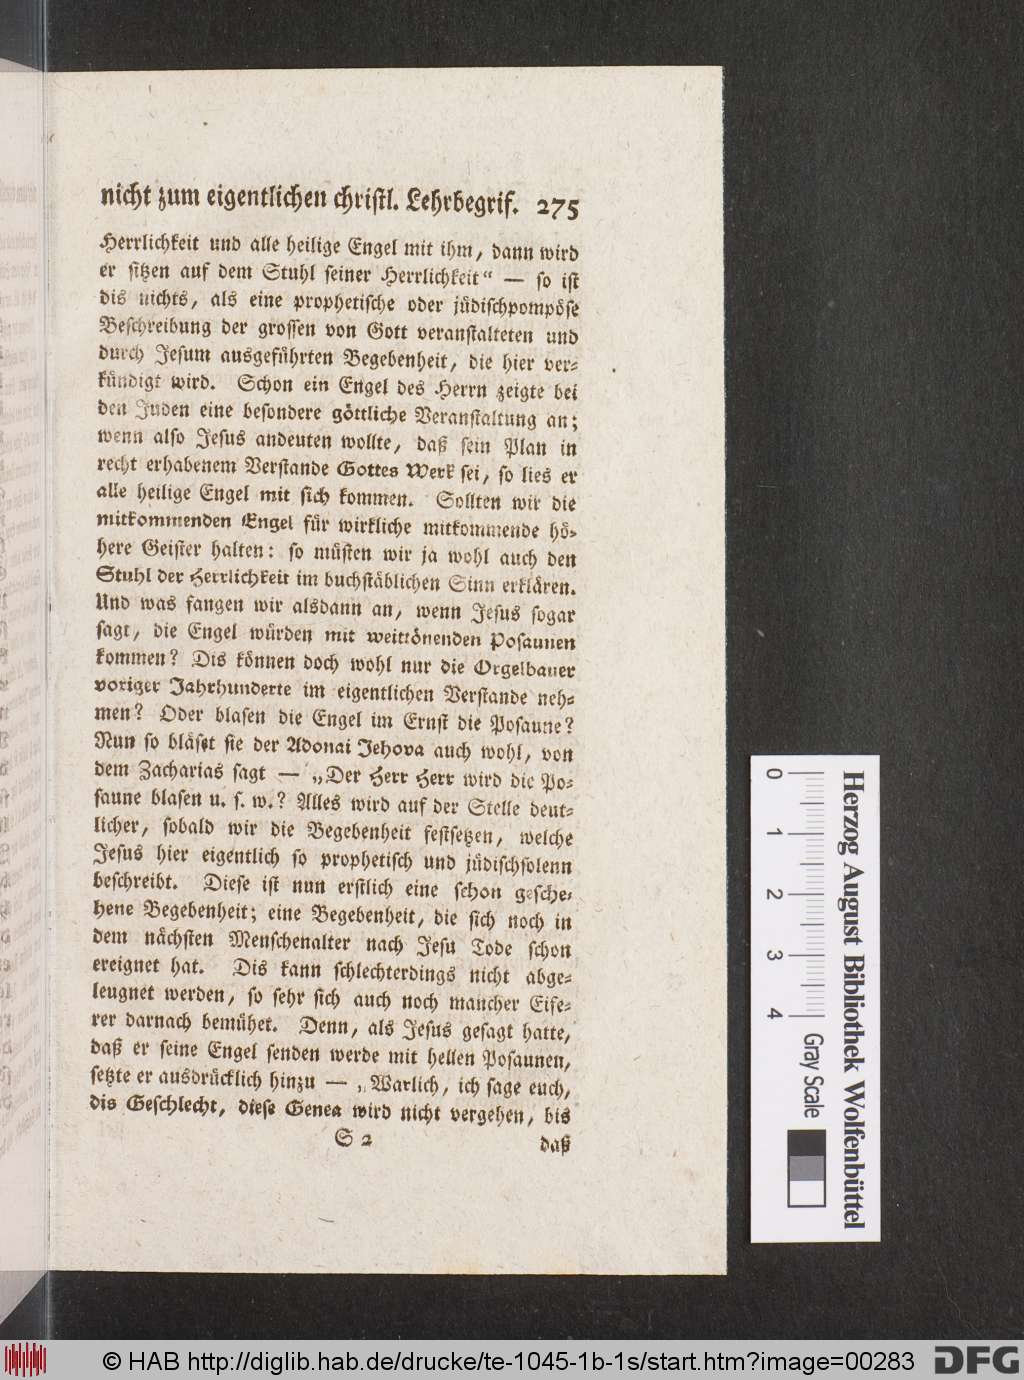 nicht zum eigentlichen christl. Lehrbegrif. 275
Herrlichkeit und alle heilige Engel mit ihm, dann wird
er sitzen auf dem Stuhl seiner Herrlichkeit“ — so ist
dis nichts, als eine prophetische oder jüdischpompöse
Beschreibung der grossen von Gott veranstalteten und
durch Jesum ausgeführten Begebenheit, die hier ver-
kündigt wird. Schon ein Engel des Herrn zeigte bei
den Juden eine besondere göttliche Veranstaltung an;
wenn also Jesus andeuten wollte, daß sein Plan in
recht erhabenem Verstande Gottes Werk sei, so lies er
alle heilige Engel mit sich kommen. Sollten wir die
mitkommenden Engel für wirkliche mitkommende hö-
here Geister halten: so müsten wir ja wohl auch den
Stuhl der Herrlichkeit im buchstäblichen Sinn erklären.
Und was fangen wir alsdann an, wenn Jesus sogar
sagt, die Engel würden mit weittönenden Posaunen
kommen? Dis können doch wohl nur die Orgelbauer
voriger Jahrhunderte im eigentlichen Verstande neh-
men? Oder blasen die Engel im Ernst die Posaune?
Nun so bläset sie der Adonai Jehova auch wohl, von
dem Zacharias sagt — „Der Herr Herr wird die Po-
saune blasen u. s. w.? Alles wird auf der Stelle deut-
licher, sobald wir die Begebenheit festsetzen, welche
Jesus hier eigentlich so prophetisch und jüdischsolenn
beschreibt. Diese ist nun erstlich eine schon gesche-
hene Begebenheit; eine Begebenheit, die sich noch in
dem nächsten Menschenalter nach Jesu Tode schon
ereignet hat. Dis kann schlechterdings nicht abge-
leugnet werden, so sehr sich auch noch mancher Eife-
rer darnach bemühet. Denn, als Jesus gesagt hatte,
daß er seine Engel senden werde mit hellen Posaunen,
setzte er ausdrücklich hinzu — „Warlich, ich sage euch,
dis Geschlecht, diese Genea wird nicht vergehen, bis
S 2 daß
Herzog August Bibliothek Wolfenbüttel
0 1 2 3 4 Gray Scale
© HAB http://diglib.hab.de/drucke/te-1045-1b-1s/start.htm?image=00283
DFG